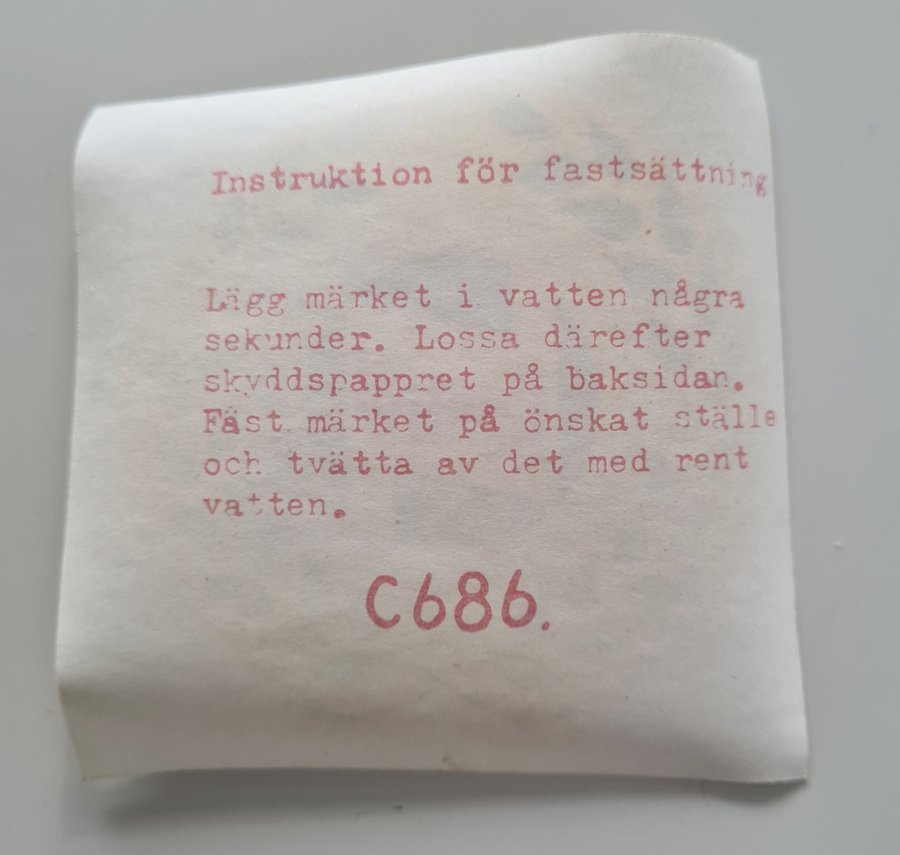 Instruktion för fastsättning
Lägg märket i vatten några
sekunder. Lossa därefter
skyddspappret på baksidan.
Fäst märket på önskat ställe
och tvätta av det med rent
vatten.
C686.